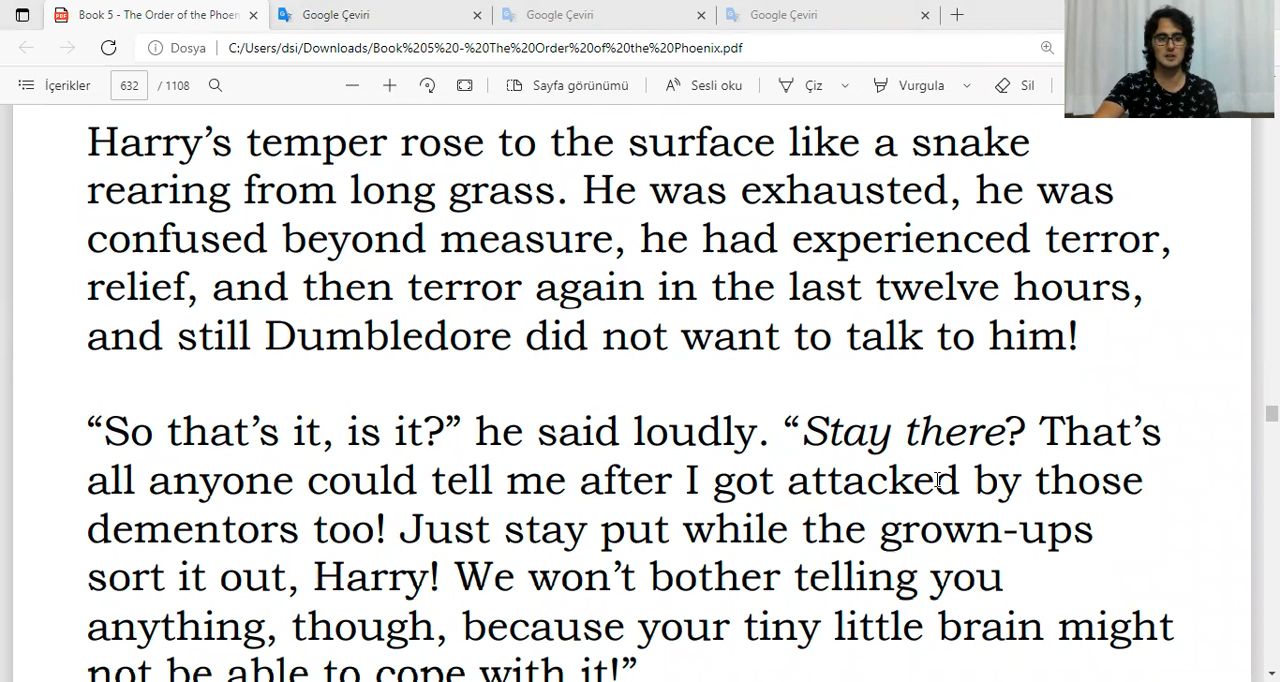 Book 5 - The Order of the Phoen
Google Çeviri
Google Çeviri
Google Çeviri
Dosya
C:/Users/dsi/Downloads/Book%205%20-%20The%20Order%20of%20the%20Phoenix.pdf
İçerikler
632 / 1108
Sayfa görünümü
Sesli oku
Çiz
Vurgula
Sil
Harry’s temper rose to the surface like a snake
rearing from long grass. He was exhausted, he was
confused beyond measure, he had experienced terror,
relief, and then terror again in the last twelve hours,
and still Dumbledore did not want to talk to him!
“So that’s it, is it?” he said loudly. “Stay there? That’s
all anyone could tell me after I got attacked by those
dementors too! Just stay put while the grown-ups
sort it out, Harry! We won’t bother telling you
anything, though, because your tiny little brain might
not be able to cope with it!”